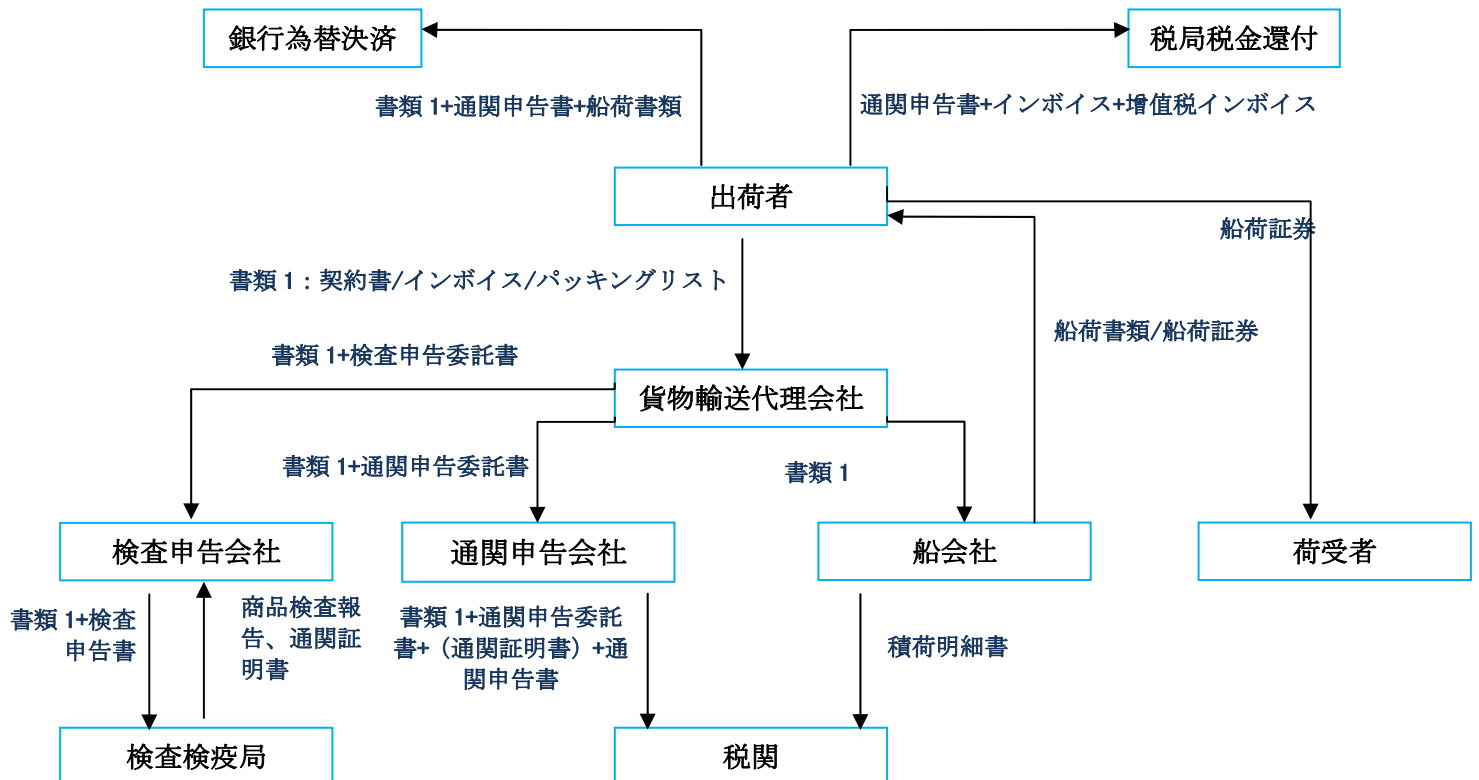 銀行為替決済
税局税金還付
書類 1+通関申告書+船荷書類
通関申告書+インボイス+増値税インボイス
出荷者
船荷証券
書類 1：契約書/インボイス/パッキングリスト
船荷書類/船荷証券
書類 1+検査申告委託書
貨物輸送代理会社
書類 1+通関申告委託書
書類 1
検査申告会社
通関申告会社
船会社
荷受者
書類 1+検査
申告書
商品検査報
告、通関証
明書
書類 1+通関申告委託
書+（通関証明書）+通
関申告書
積荷明細書
検査検疫局
税関